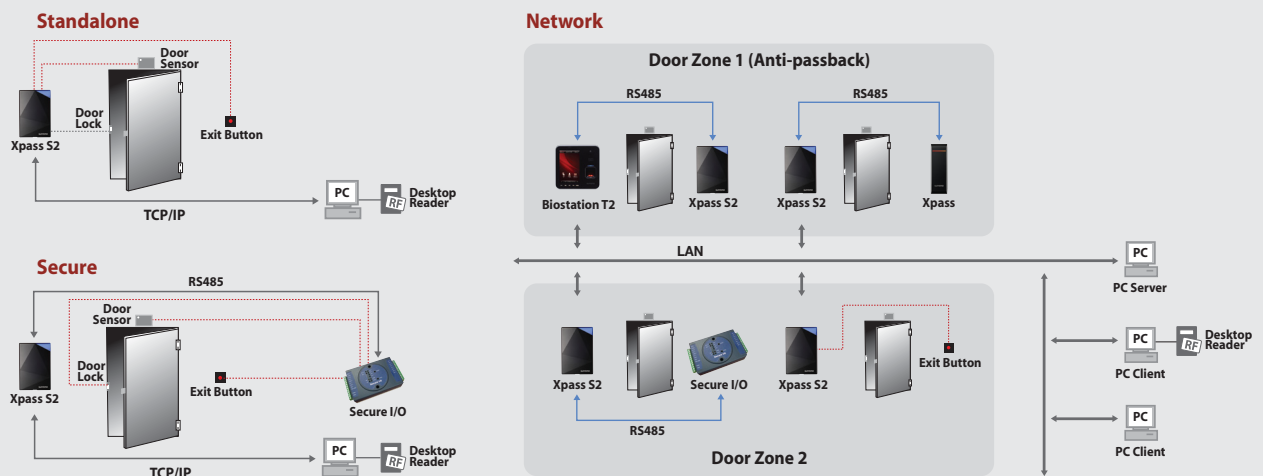 Standalone
Door
Sensor
Door
Lock
Xpass S2
Exit Button
TCP/IP
PC
RF
Desktop
Reader
Secure
RS485
Door
Sensor
Door
Lock
Xpass S2
Exit Button
Secure I/O
TCP/IP
PC
RF
Desktop
Reader
Network
Door Zone 1 (Anti-passback)
RS485
RS485
Biostation T2
Xpass S2
Xpass S2
Xpass
LAN
PC
PC Server
Xpass S2
Secure I/O
RS485
Xpass S2
Exit Button
Door Zone 2
PC
RF
Desktop
Reader
PC Client
PC
PC Client